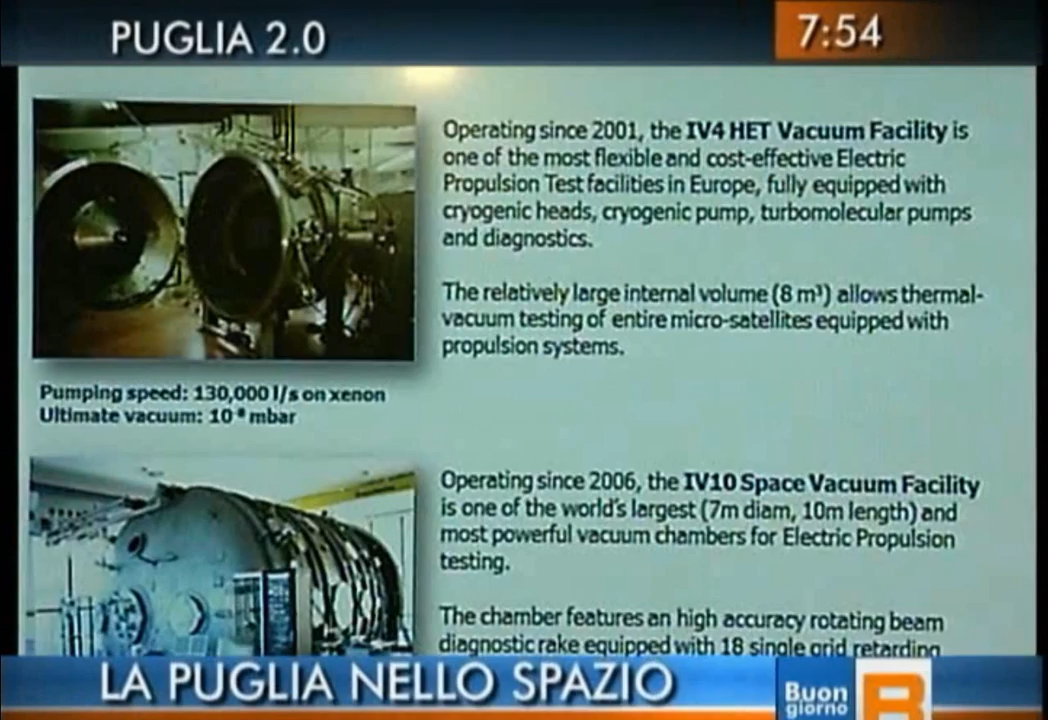 PUGLIA 2.0
7:54
Operating since 2001, the IV4 HET Vacuum Facility is
one of the most flexible and cost-effective Electric
Propulsion Test facilities in Europe, fully equipped with
cryogenic heads, cryogenic pump, turbomolecular pumps
and diagnostics.
The relatively large internal volume (8 m³) allows thermal-
vacuum testing of entire micro-satellites equipped with
propulsion systems.
Pumping speed: 130,000 l/s on xenon
Ultimate vacuum: 10⁻⁸ mbar
Operating since 2006, the IV10 Space Vacuum Facility
is one of the world's largest (7m diam, 10m length) and
most powerful vacuum chambers for Electric Propulsion
testing.
The chamber features an high accuracy rotating beam
diagnostic rake equipped with 18 single grid retarding
LA PUGLIA NELLO SPAZIO
Buon
giorno
R